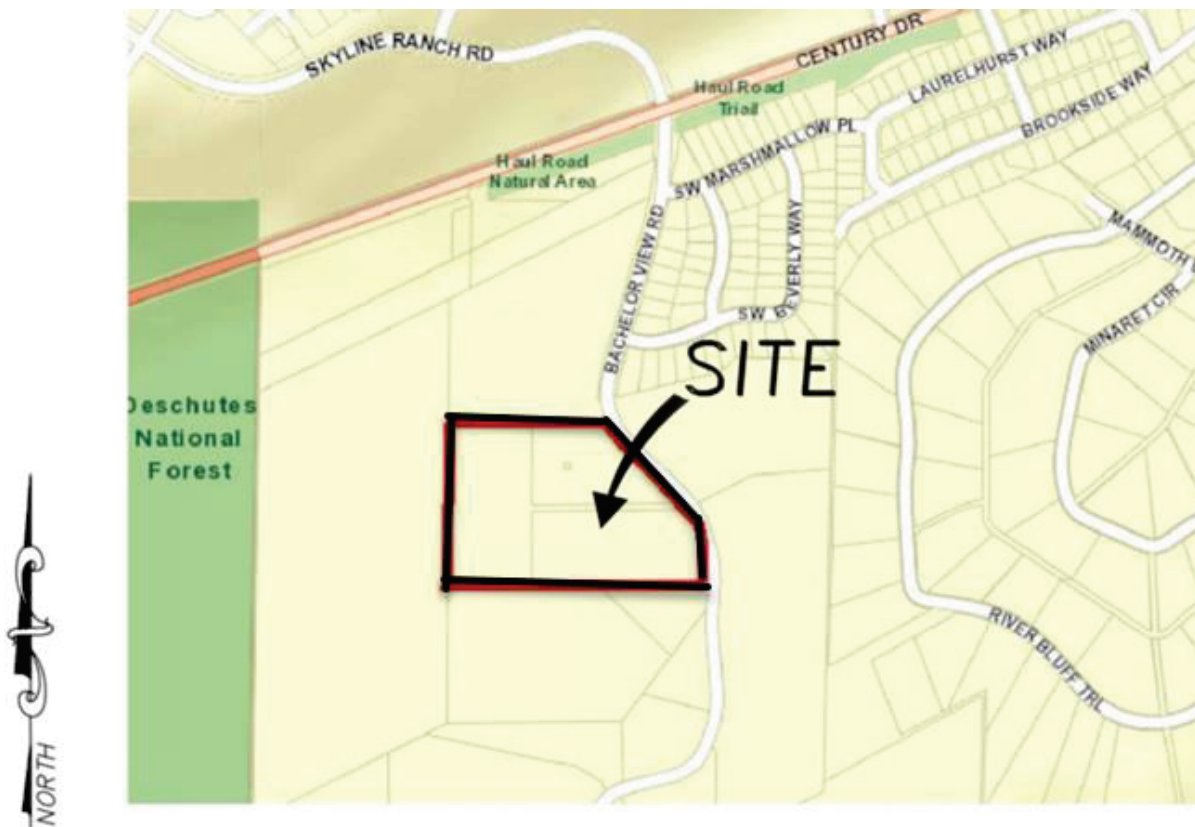 SKYLINE RANCH RD
CENTURY DR
Haul Road
Trial
LAURELHURST WAY
BROOKSIDE WAY
Haul Road
Natural Area
SW MARSHMALLOW PL
BACHELOR VIEW RD
SW BEVERLY WAY
MAMMOTH
MINARET CIR
SITE
Deschutes
National
Forest
RIVER BLUFF TRL
NORTH